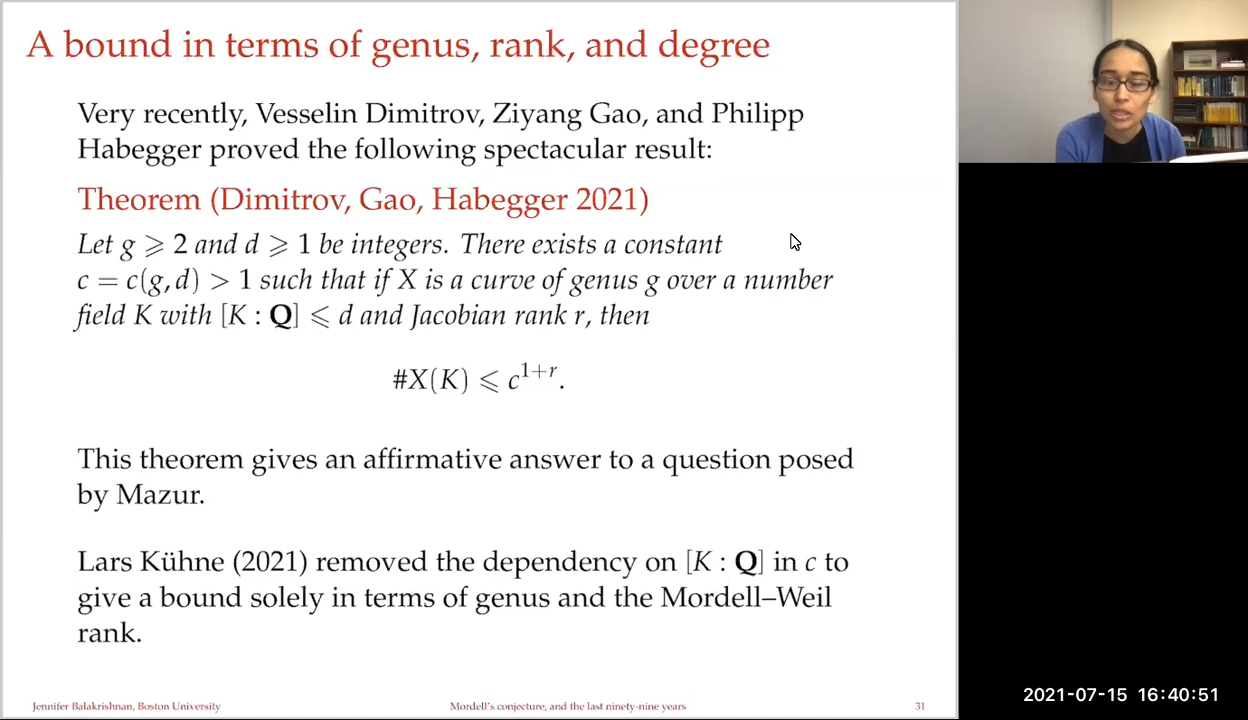 A bound in terms of genus, rank, and degree
Very recently, Vesselin Dimitrov, Ziyang Gao, and Philipp
Habegger proved the following spectacular result:
Theorem (Dimitrov, Gao, Habegger 2021)
Let g ⩾ 2 and d ⩾ 1 be integers. There exists a constant
c = c(g, d) > 1 such that if X is a curve of genus g over a number
field K with [K : Q] ⩽ d and Jacobian rank r, then
#X(K) ⩽ c^{1+r}.
This theorem gives an affirmative answer to a question posed
by Mazur.
Lars Kühne (2021) removed the dependency on [K : Q] in c to
give a bound solely in terms of genus and the Mordell–Weil
rank.
Jennifer Balakrishnan, Boston University
Mordell's conjecture, and the last ninety-nine years
31
2021-07-15 16:40:51